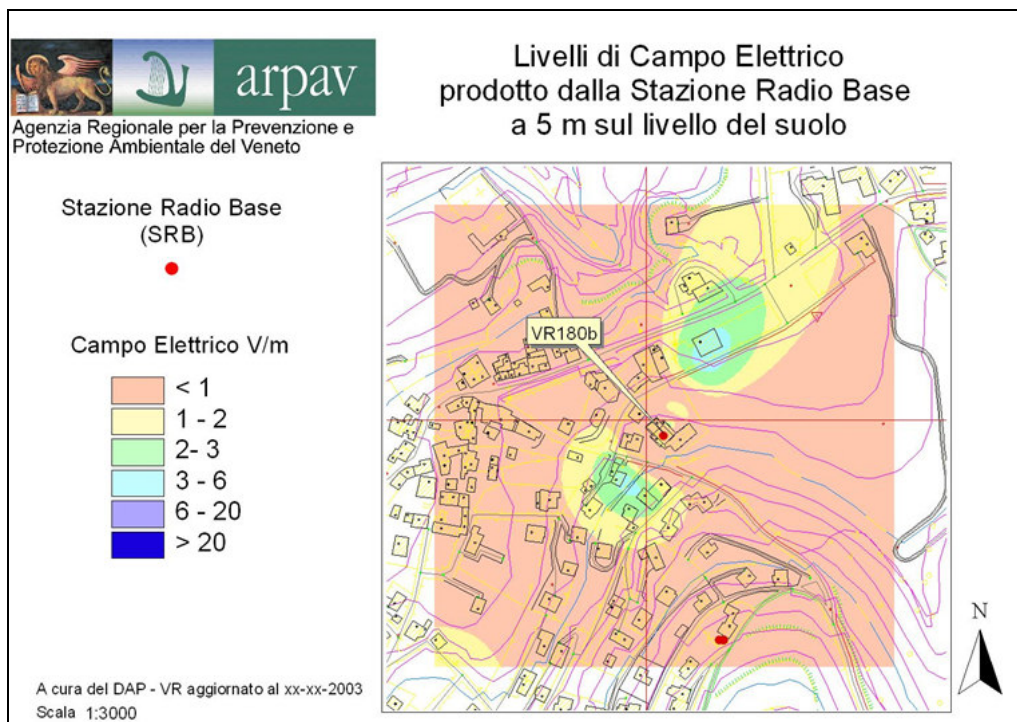 arpav
Agenzia Regionale per la Prevenzione e
Protezione Ambientale del Veneto
Livelli di Campo Elettrico
prodotto dalla Stazione Radio Base
a 5 m sul livello del suolo
Stazione Radio Base
(SRB)
Campo Elettrico V/m
< 1
1 - 2
2- 3
3 - 6
6 - 20
> 20
VR180b
N
A cura del DAP - VR aggiornato al xx-xx-2003
Scala 1:3000